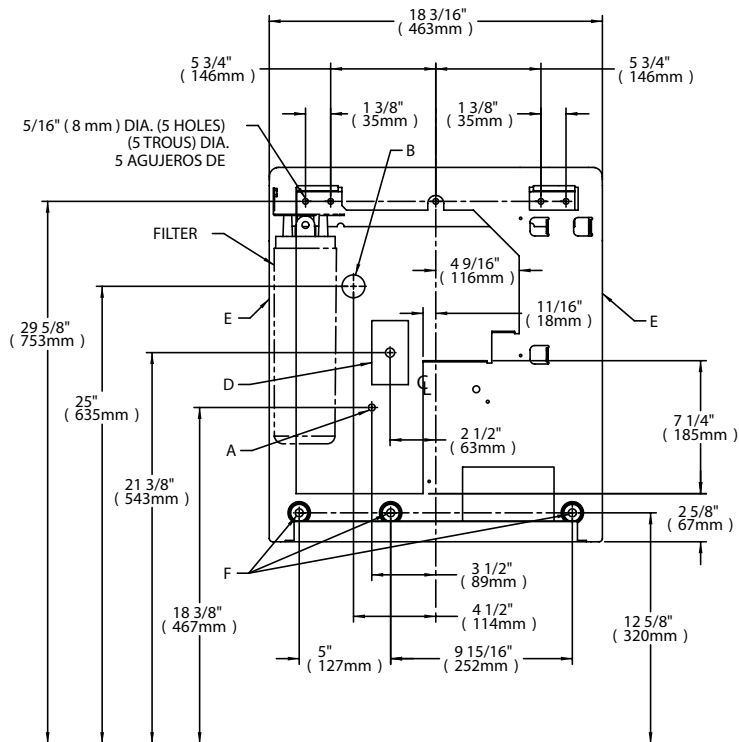 18 3/16"
( 463mm )
5 3/4"
( 146mm )
5 3/4"
( 146mm )
1 3/8"
( 35mm )
1 3/8"
( 35mm )
5/16" ( 8 mm ) DIA. (5 HOLES)
(5 TROUS) DIA.
5 AGUJEROS DE
B
FILTER
4 9/16"
( 116mm )
E
11/16"
( 18mm )
E
29 5/8"
( 753mm )
D
CL
25"
( 635mm )
7 1/4"
( 185mm )
A
2 1/2"
( 63mm )
21 3/8"
( 543mm )
2 5/8"
( 67mm )
F
3 1/2"
( 89mm )
18 3/8"
( 467mm )
4 1/2"
( 114mm )
12 5/8"
( 320mm )
5"
( 127mm )
9 15/16"
( 252mm )